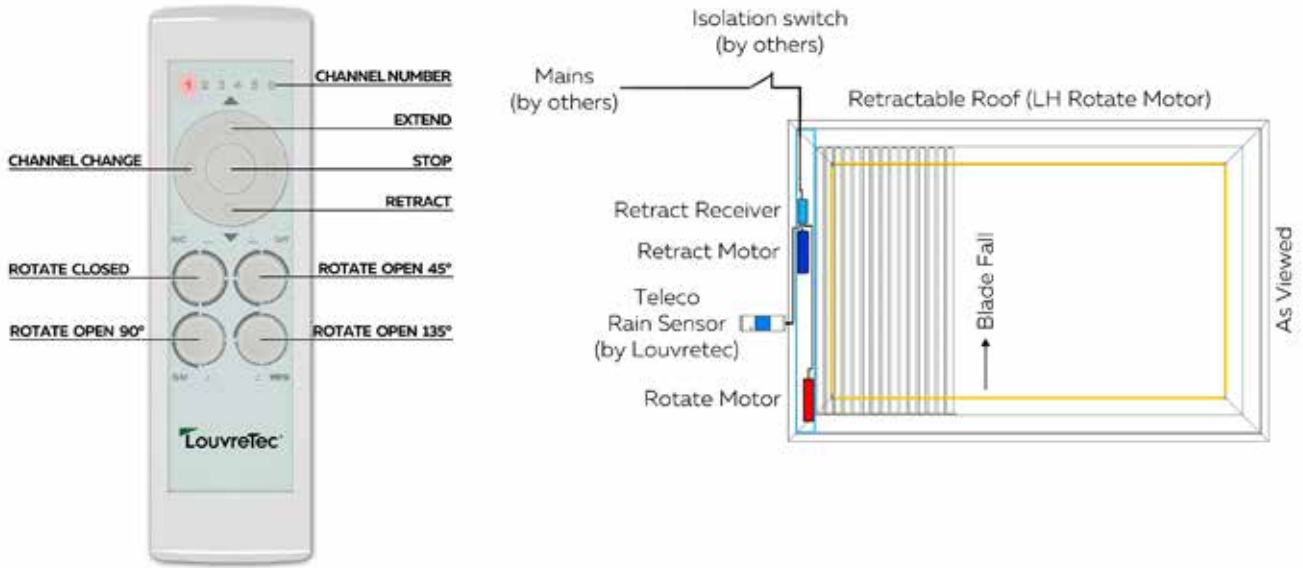 1 2 3 4 5 6
CHANNEL NUMBER
EXTEND
CHANNEL CHANGE
STOP
RETRACT
ROTATE CLOSED
ROTATE OPEN 45°
ROTATE OPEN 90°
ROTATE OPEN 135°
LouvreTec
Isolation switch
(by others)
Mains
(by others)
Retractable Roof (LH Rotate Motor)
Retract Receiver
Retract Motor
Teleco
Rain Sensor
(by Louvretec)
Rotate Motor
Blade Fall
As Viewed